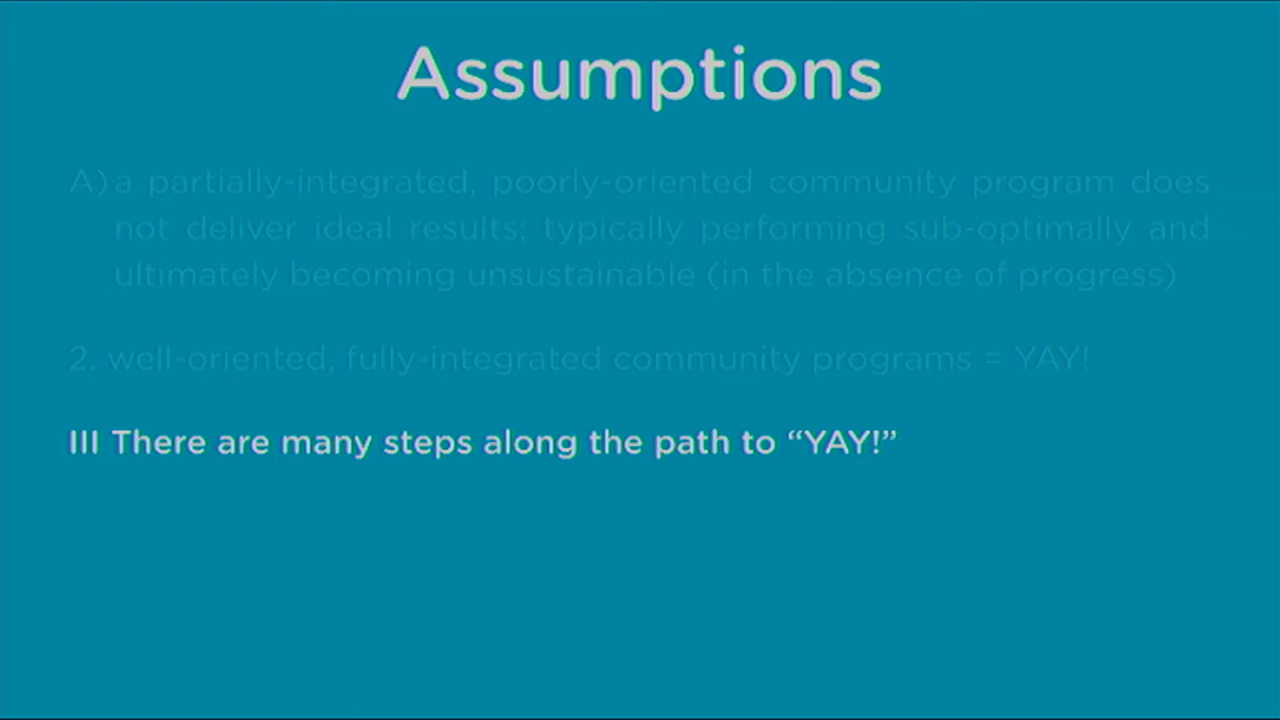 Assumptions
A) a partially-integrated, poorly-oriented community program does
not deliver ideal results; typically performing sub-optimally and
ultimately becoming unsustainable (in the absence of progress)
2. well-oriented, fully-integrated community programs = YAY!
III There are many steps along the path to “YAY!”